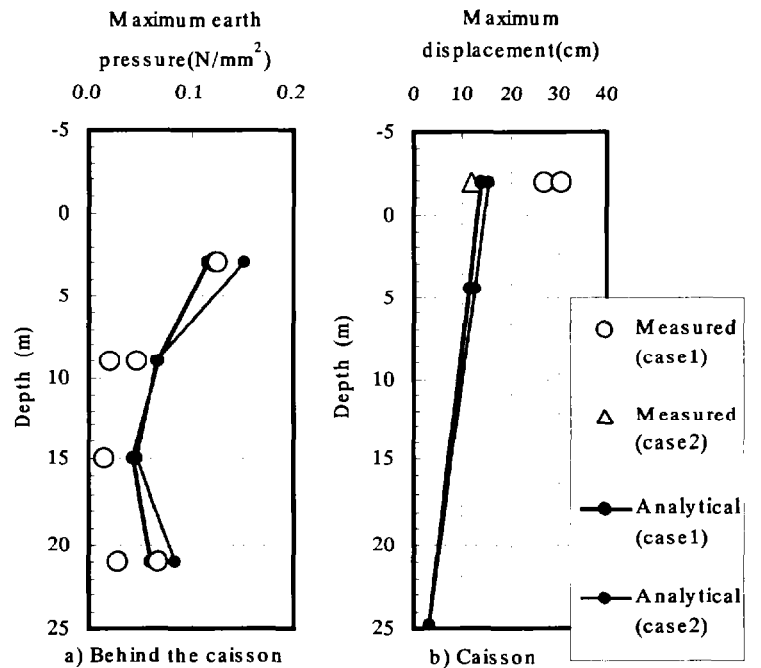 Maximum earth
pressure(N/mm²)
0.0 0.1 0.2
-5
0
5
10
15
20
25
Depth (m)
a) Behind the caisson
Maximum
displacement(cm)
0 10 20 30 40
-5
0
5
10
15
20
25
Depth (m)
b) Caisson
Measured
(case1)
Measured
(case2)
Analytical
(case1)
Analytical
(case2)